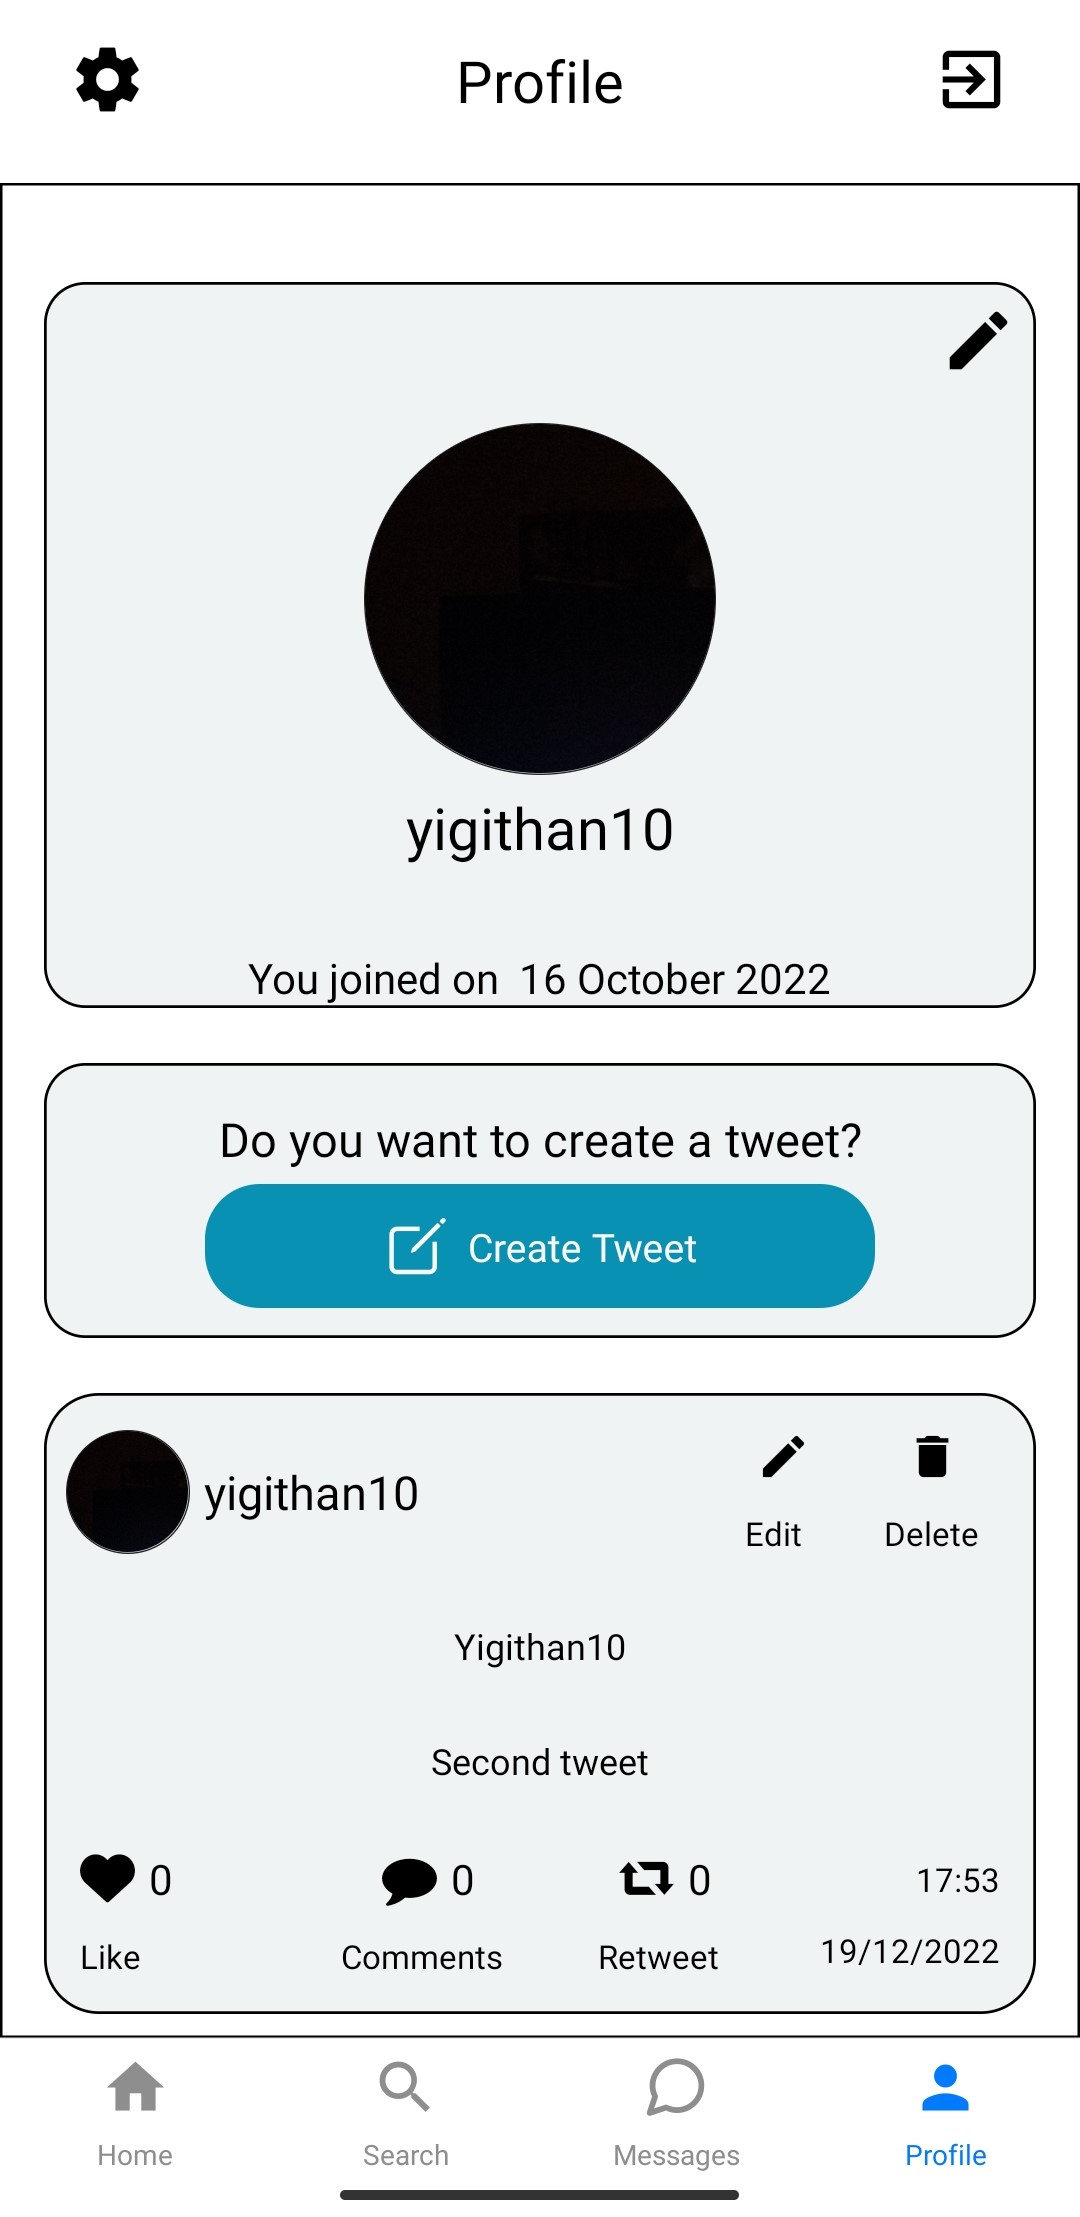 Profile
yigithan10
You joined on  16 October 2022
Do you want to create a tweet?
Create Tweet
yigithan10
Edit
Delete
Yigithan10
Second tweet
0
0
0
17:53
Like
Comments
Retweet
19/12/2022
Home
Search
Messages
Profile